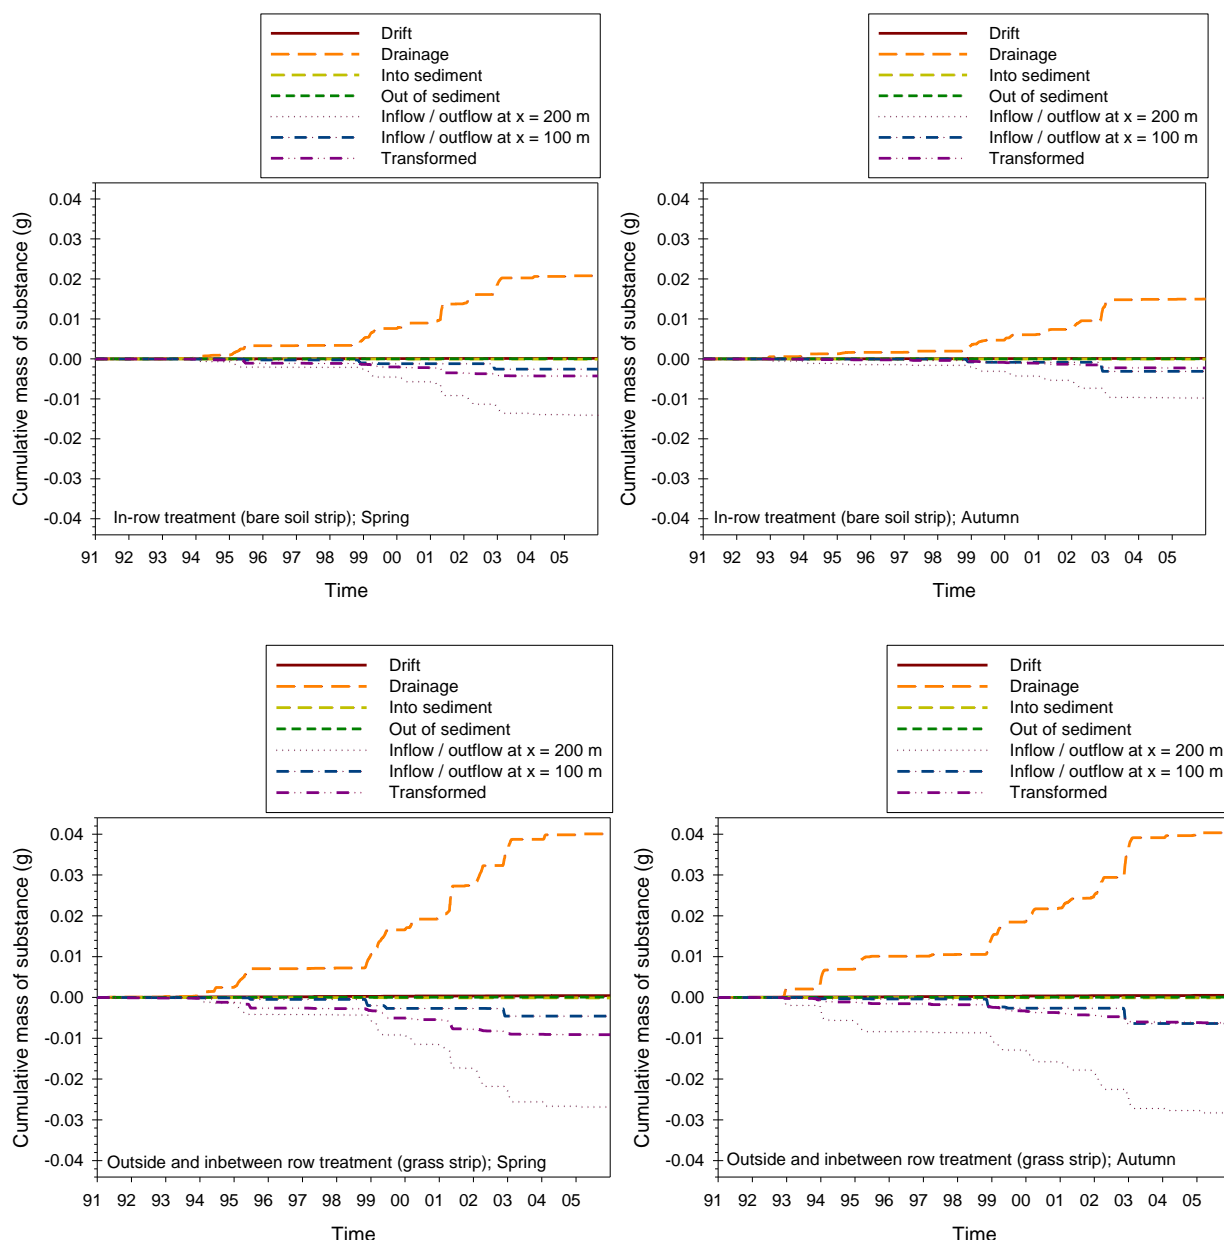 Drift
Drainage
Into sediment
Out of sediment
Inflow / outflow at x = 200 m
Inflow / outflow at x = 100 m
Transformed
Cumulative mass of substance (g)
0.04
0.03
0.02
0.01
0.00
-0.01
-0.02
-0.03
-0.04
In-row treatment (bare soil strip); Spring
91 92 93 94 95 96 97 98 99 00 01 02 03 04 05
Time
Drift
Drainage
Into sediment
Out of sediment
Inflow / outflow at x = 200 m
Inflow / outflow at x = 100 m
Transformed
Cumulative mass of substance (g)
0.04
0.03
0.02
0.01
0.00
-0.01
-0.02
-0.03
-0.04
In-row treatment (bare soil strip); Autumn
91 92 93 94 95 96 97 98 99 00 01 02 03 04 05
Time
Drift
Drainage
Into sediment
Out of sediment
Inflow / outflow at x = 200 m
Inflow / outflow at x = 100 m
Transformed
Cumulative mass of substance (g)
0.04
0.03
0.02
0.01
0.00
-0.01
-0.02
-0.03
-0.04
Outside and inbetween row treatment (grass strip); Spring
91 92 93 94 95 96 97 98 99 00 01 02 03 04 05
Time
Drift
Drainage
Into sediment
Out of sediment
Inflow / outflow at x = 200 m
Inflow / outflow at x = 100 m
Transformed
Cumulative mass of substance (g)
0.04
0.03
0.02
0.01
0.00
-0.01
-0.02
-0.03
-0.04
Outside and inbetween row treatment (grass strip); Autumn
91 92 93 94 95 96 97 98 99 00 01 02 03 04 05
Time